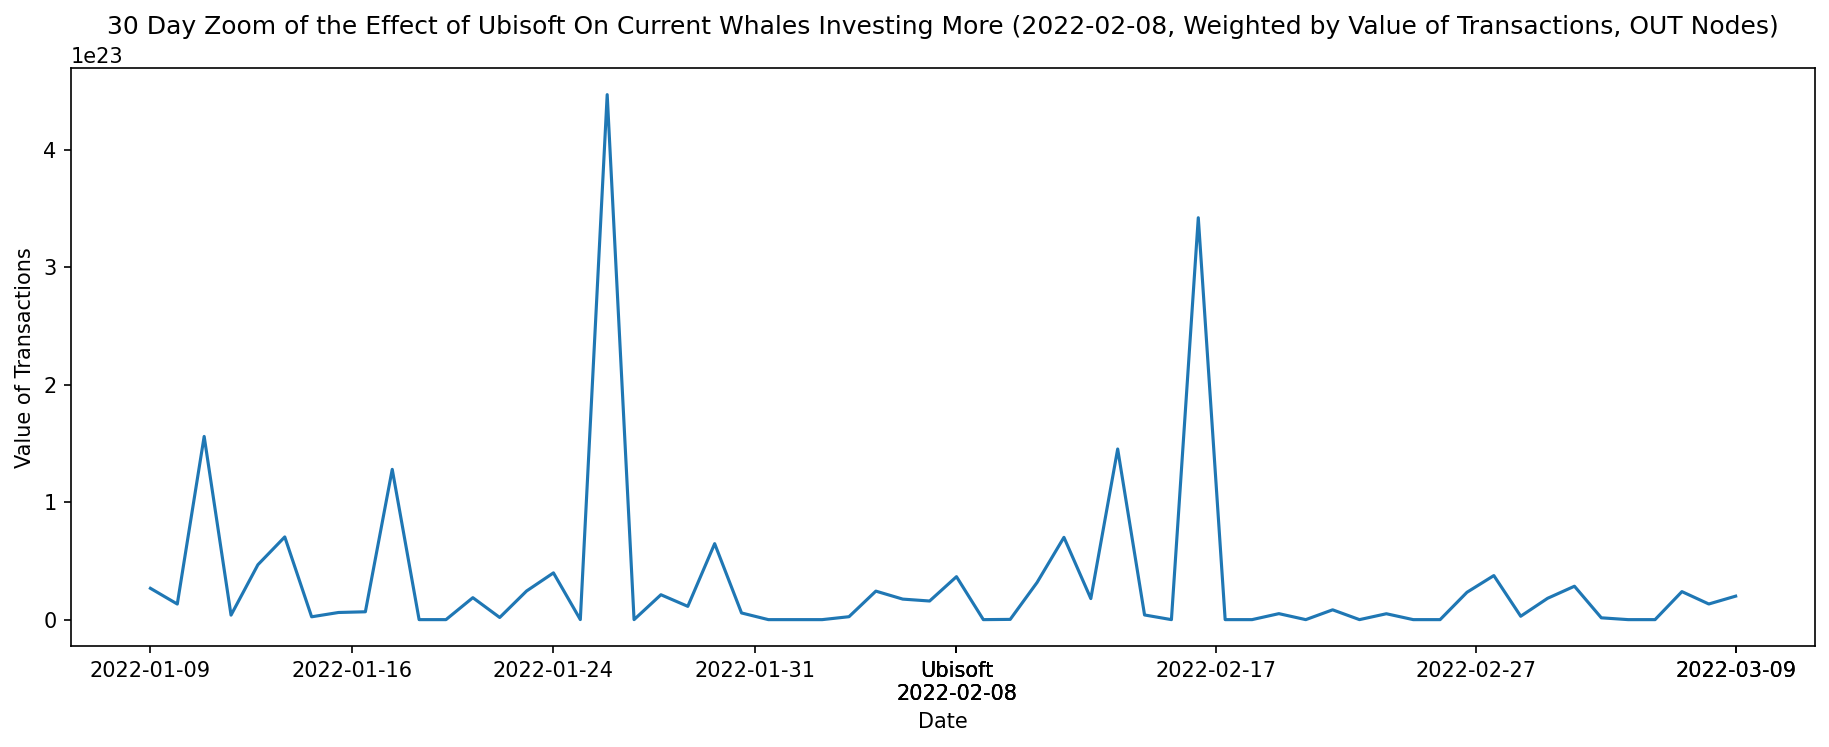 30 Day Zoom of the Effect of Ubisoft On Current Whales Investing More (2022-02-08, Weighted by Value of Transactions, OUT Nodes)
1e23
4
3
2
1
0
Value of Transactions
2022-01-09 2022-01-16 2022-01-24 2022-01-31 Ubisoft 2022-02-17 2022-02-27 2022-03-09
2022-02-08
Date